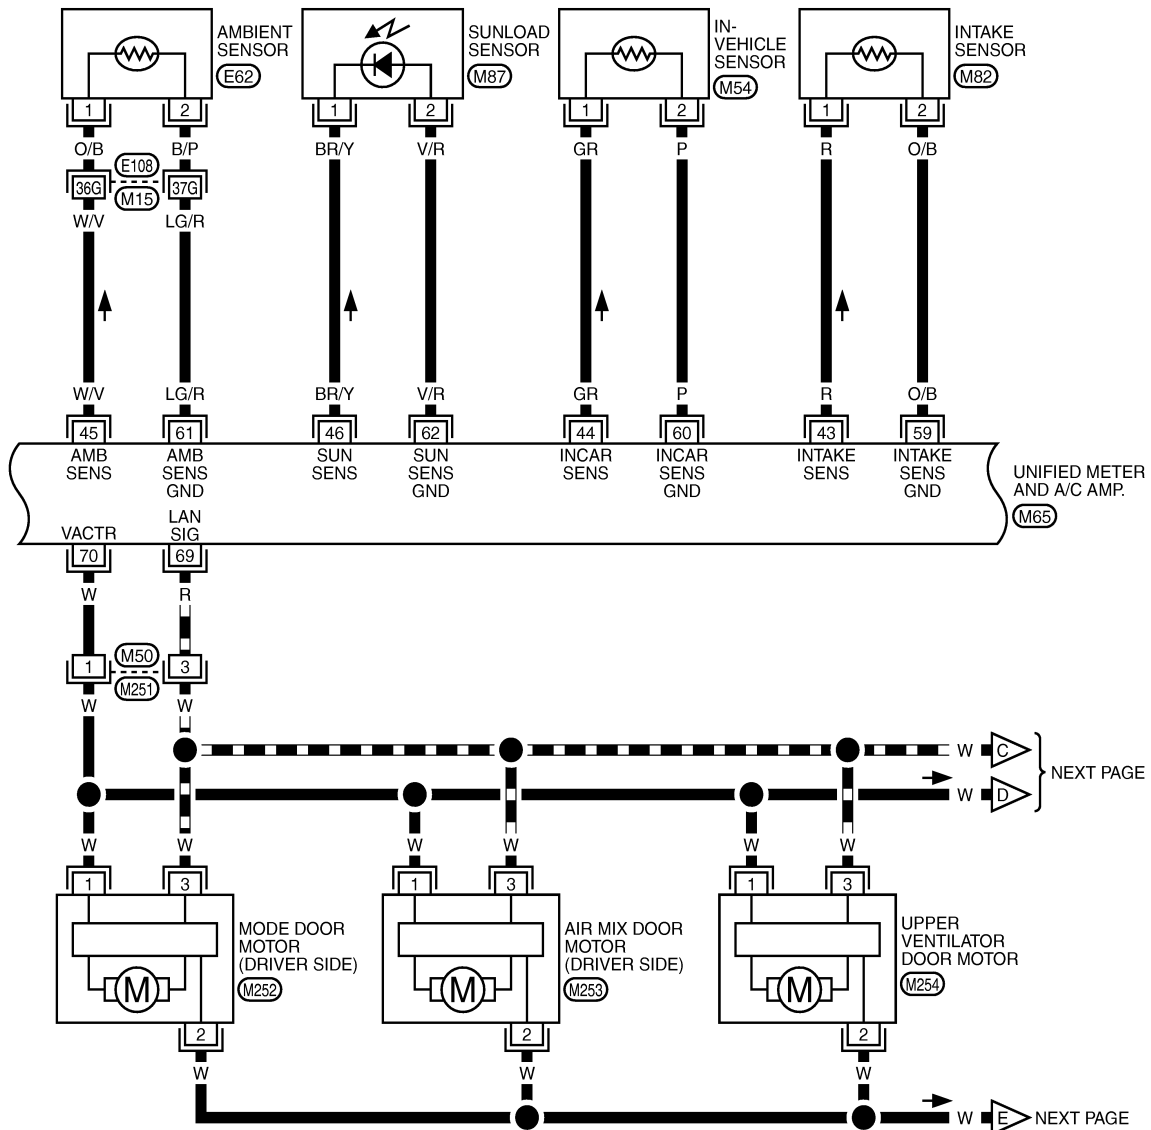 AMBIENT
SENSOR
E62
SUNLOAD
SENSOR
M87
IN-
VEHICLE
SENSOR
M54
INTAKE
SENSOR
M82
1 2 1 2 1 2 1 2
O/B B/P BR/Y V/R GR P R O/B
E108
36G 37G
M15
W/V LG/R
W/V LG/R BR/Y V/R GR P R O/B
45 61 46 62 44 60 43 59
AMB
SENS
AMB
SENS
GND
SUN
SENS
SUN
SENS
GND
INCAR
SENS
INCAR
SENS
GND
INTAKE
SENS
INTAKE
SENS
GND
UNIFIED METER
AND A/C AMP.
M65
VACTR
LAN
SIG
70 69
W R
M50
1 3
M251
W W
W C
NEXT PAGE
W D
W W W W W W
1 3 1 3 1 3
MODE DOOR
MOTOR
(DRIVER SIDE)
M252
AIR MIX DOOR
MOTOR
(DRIVER SIDE)
M253
UPPER
VENTILATOR
DOOR MOTOR
M254
M M M
2 2 2
W W W
W E NEXT PAGE